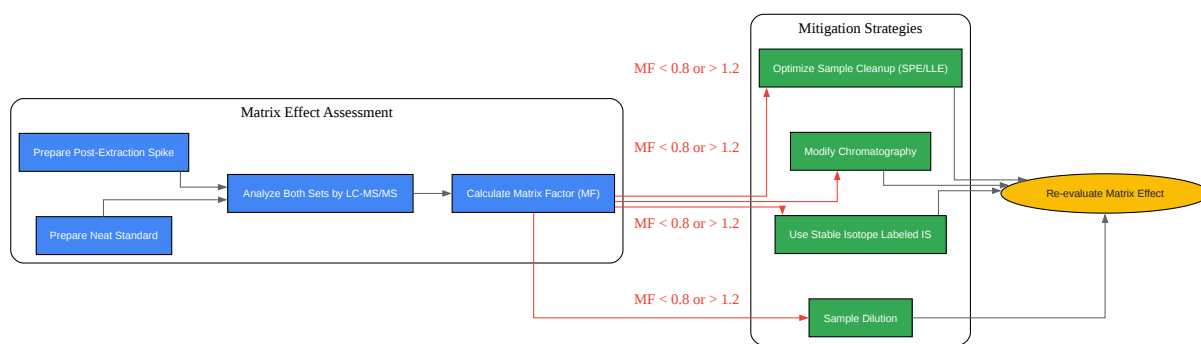 Mitigation Strategies
MF < 0.8 or > 1.2
Optimize Sample Cleanup (SPE/LLE)
Matrix Effect Assessment
Prepare Post-Extraction Spike
MF < 0.8 or > 1.2
Modify Chromatography
Analyze Both Sets by LC-MS/MS
Calculate Matrix Factor (MF)
Re-evaluate Matrix Effect
Prepare Neat Standard
MF < 0.8 or > 1.2
Use Stable Isotope Labeled IS
MF < 0.8 or > 1.2
Sample Dilution